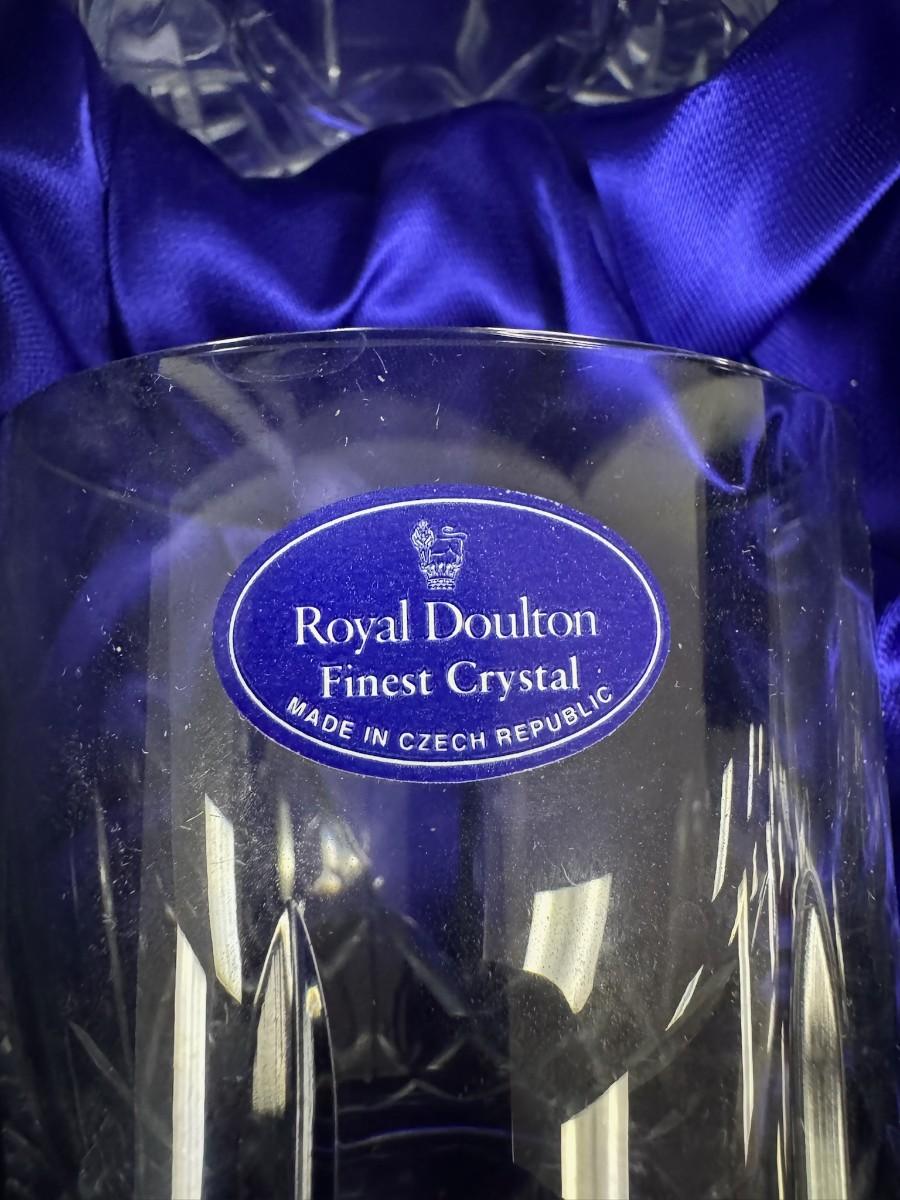 Royal Doulton
Finest Crystal
MADE IN CZECH REPUBLIC